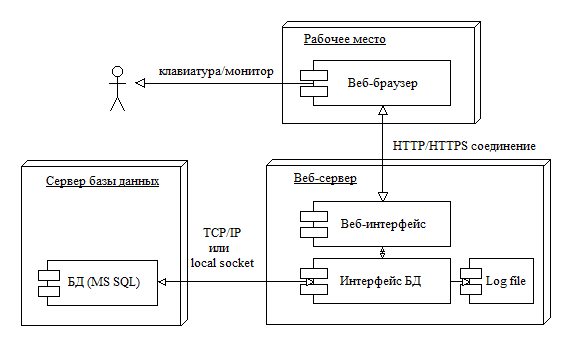 Рабочее место
клавиатура/монитор
Веб-браузер
HTTP/HTTPS соединение
Сервер базы данных
Веб-сервер
Веб-интерфейс
TCP/IP
или
local socket
БД (MS SQL)
Интерфейс БД
Log file